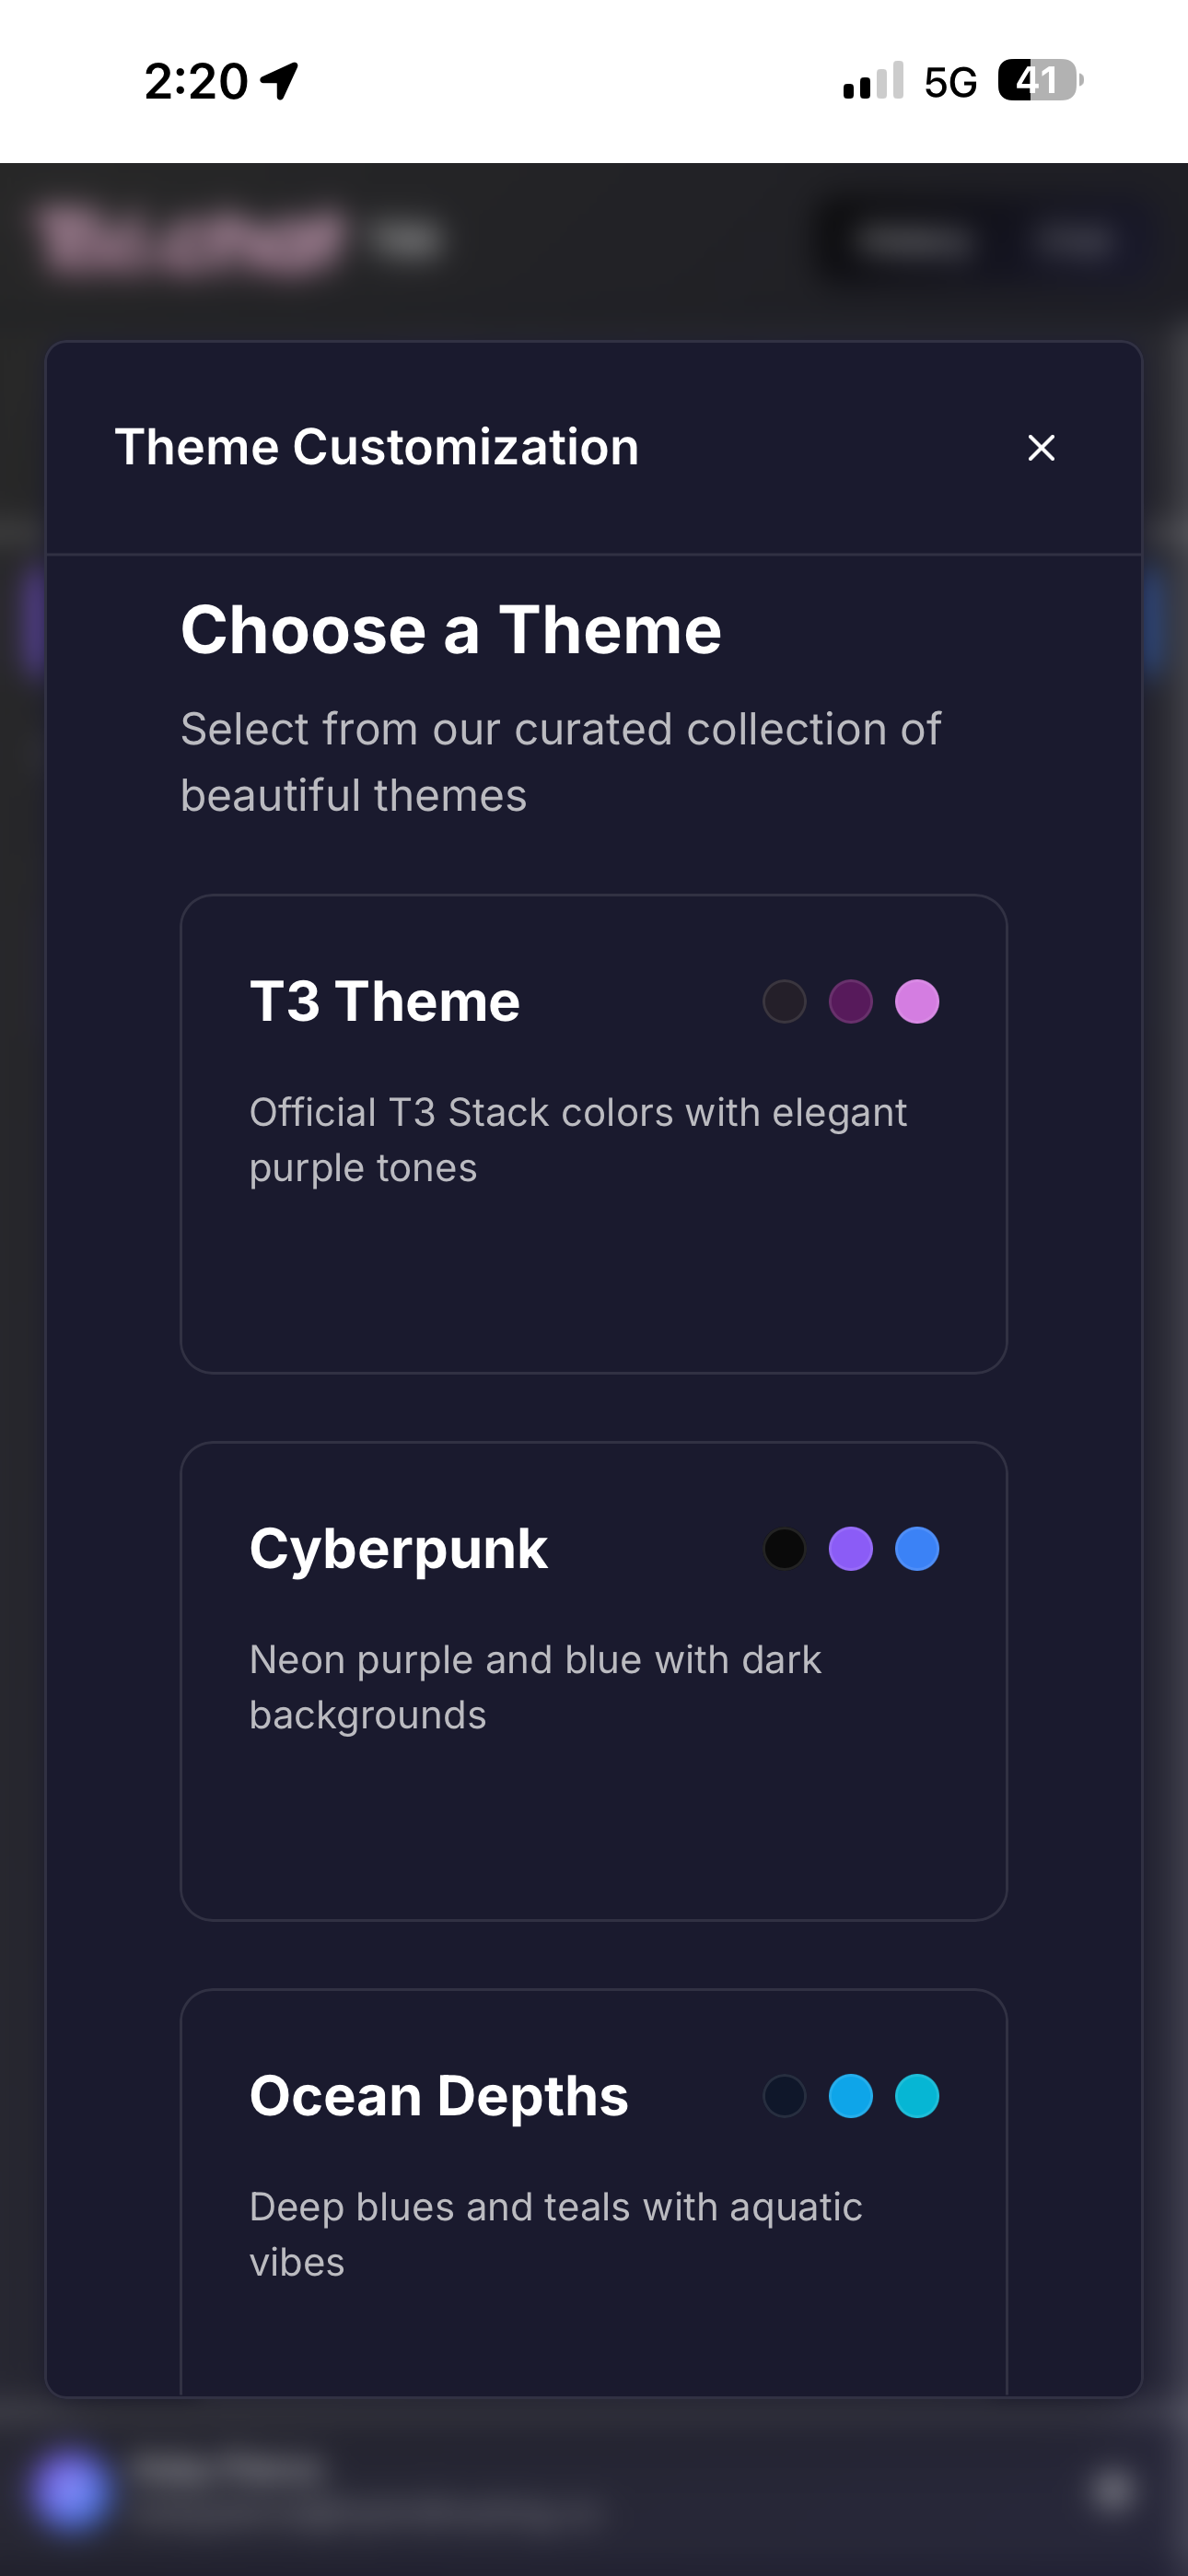 2:20
5G
41
Theme Customization
Choose a Theme
Select from our curated collection of
beautiful themes
T3 Theme
Official T3 Stack colors with elegant
purple tones
Cyberpunk
Neon purple and blue with dark
backgrounds
Ocean Depths
Deep blues and teals with aquatic
vibes